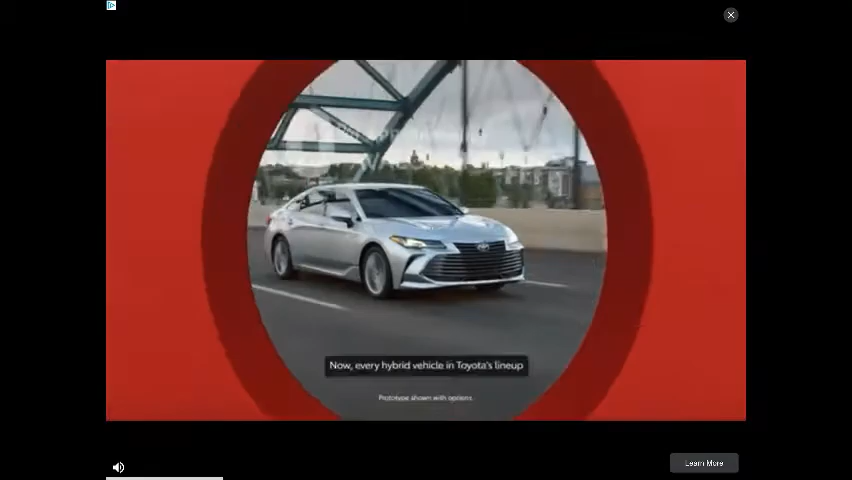 Now, every hybrid vehicle in Toyota's lineup
Prototype shown with options.
Learn More